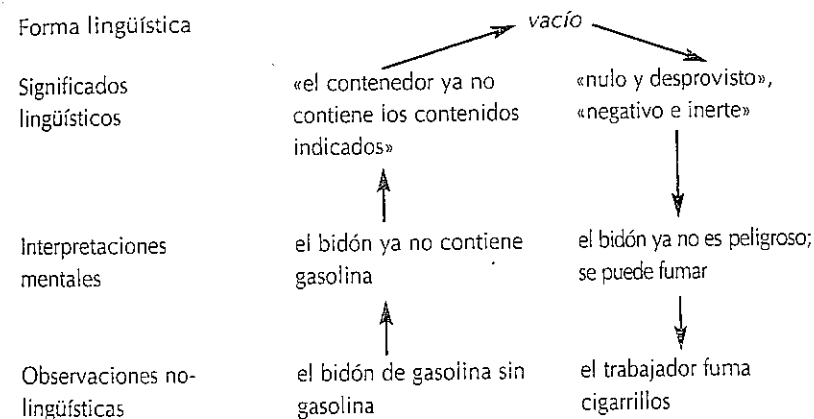 Forma lingüística
vacío
Significados
lingüísticos
«el contenedor ya no
contiene los contenidos
indicados»
«nulo y desprovisto»,
«negativo e inerte»
Interpretaciones
mentales
el bidón ya no contiene
gasolina
el bidón ya no es peligroso;
se puede fumar
Observaciones no-
lingüísticas
el bidón de gasolina sin
gasolina
el trabajador fuma
cigarrillos